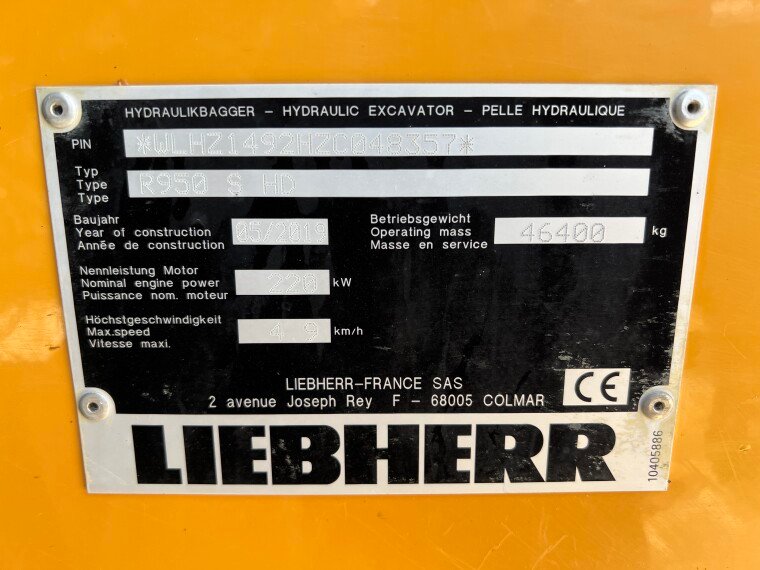 HYDRAULIKBAGGER - HYDRAULIC EXCAVATOR - PELLE HYDRAULIQUE
PIN *WLHZ1492HZC048357*
Typ
Type R950 S HD
Type
Baujahr
Year of construction 05/2019
Année de construction
Betriebsgewicht
Operating mass 46400 kg
Masse en service
Nennleistung Motor
Nominal engine power 220 kW
Puissance nom. moteur
Höchstgeschwindigkeit
Max.speed 4 9 km/h
Vitesse maxi.
LIEBHERR-FRANCE SAS
2 avenue Joseph Rey F - 68005 COLMAR
CE
LIEBHERR
10405886